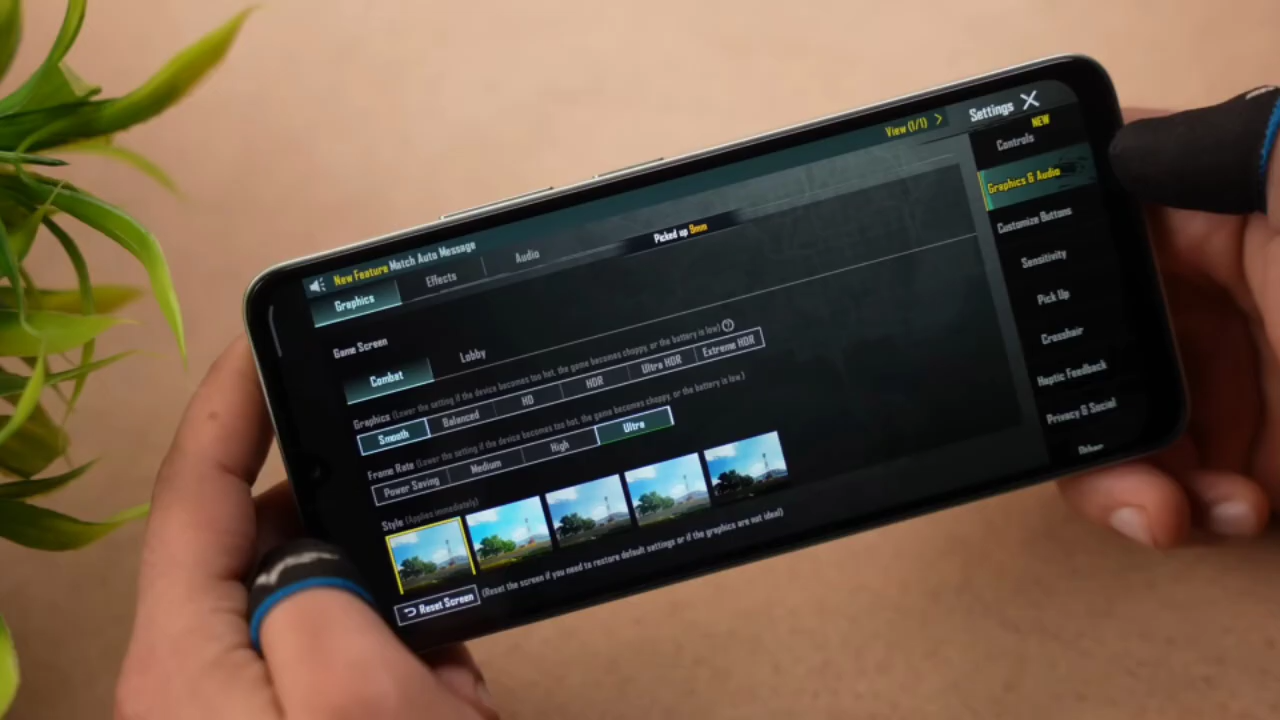 New Feature Match Auto Message
View (1/1) >
Settings
Graphics
Effects
Audio
Picked up 9mm
Game Screen
Combat
Lobby
Graphics (Lower the setting if the device becomes too hot, the game becomes choppy, or the battery is low)
Smooth
Balanced
HD
HDR
Ultra HDR
Extreme HDR
Frame Rate (Lower the setting if the device becomes too hot, the game becomes choppy, or the battery is low.)
Power Saving
Medium
High
Ultra
Style (Applies immediately)
Reset Screen
(Reset the screen if you need to restore default settings or if the graphics are not ideal)
NEW
Controls
Graphics & Audio
Customize Buttons
Sensitivity
Pick Up
Crosshair
Haptic Feedback
Privacy & Social